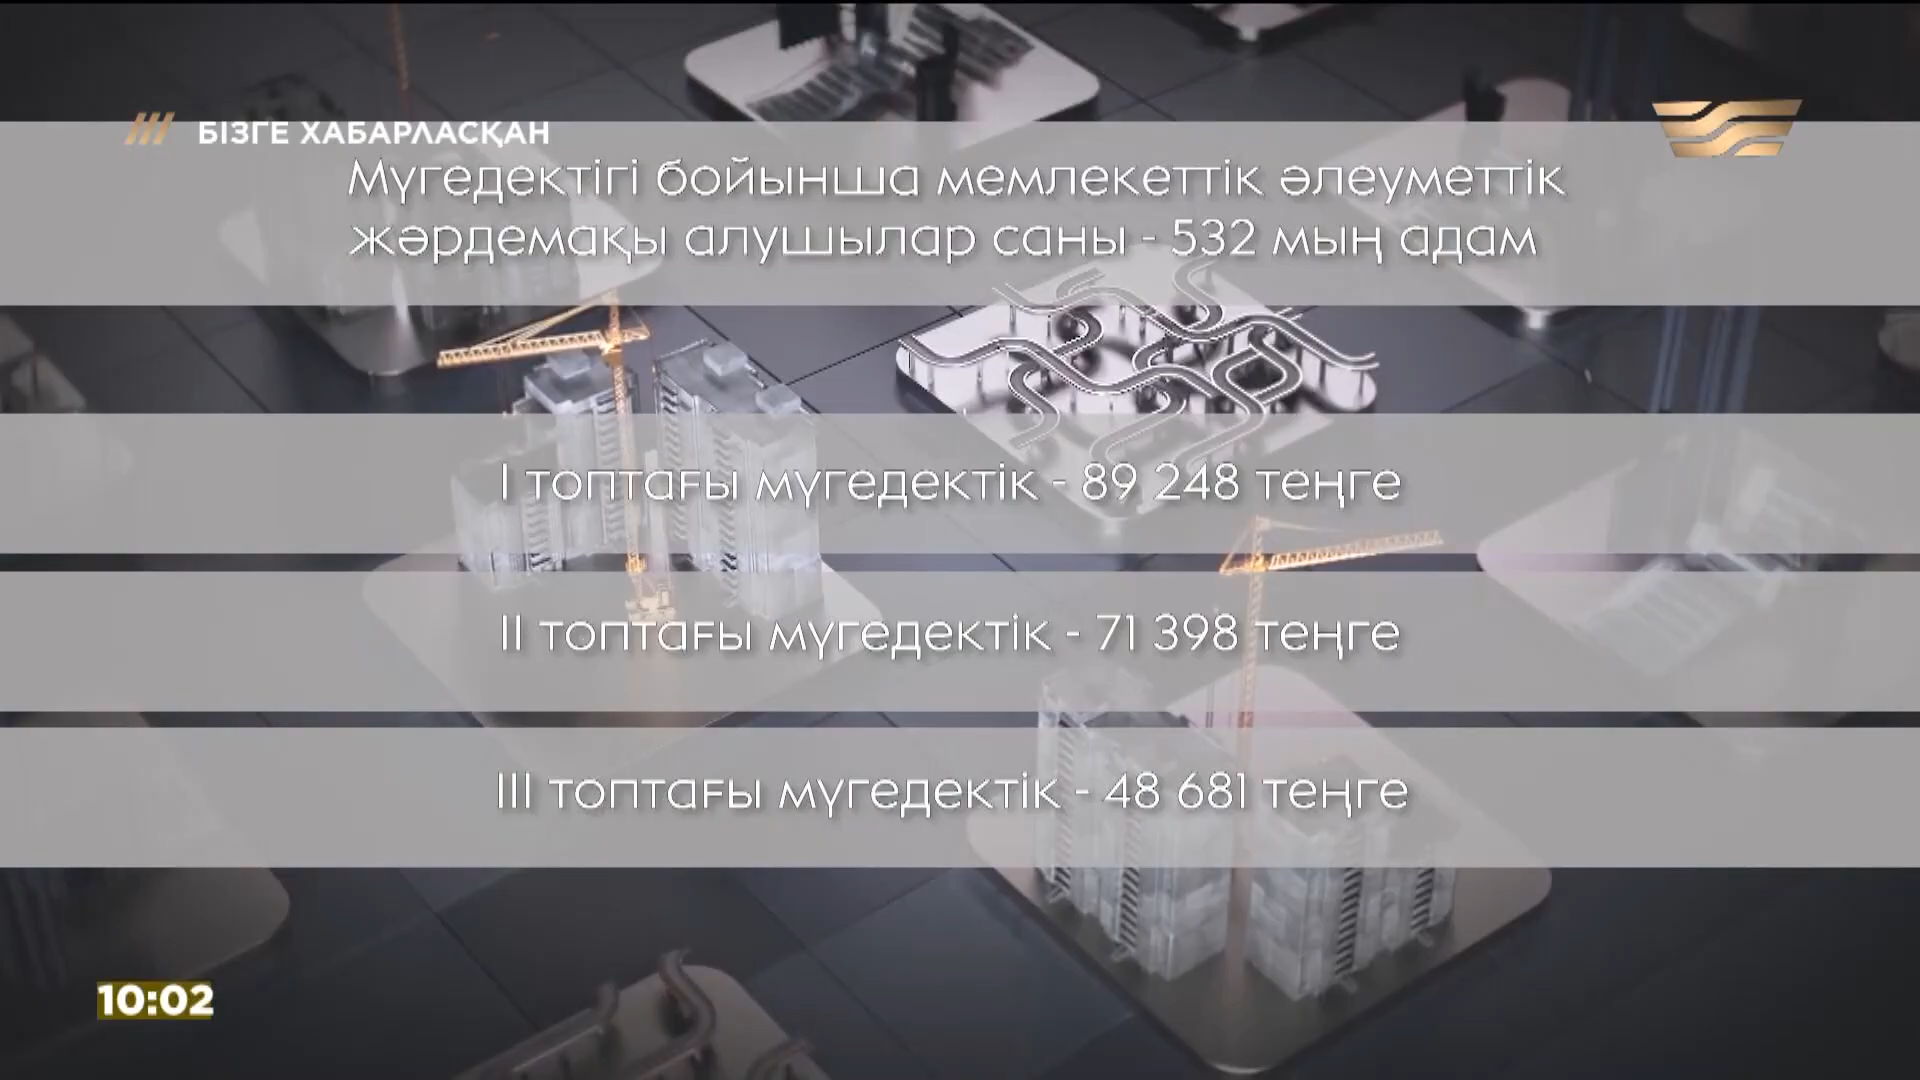 БІЗГЕ ХАБАРЛАСҚАН
Мүгедектігі бойынша мемлекеттік әлеуметтік
жәрдемақы алушылар саны - 532 мың адам
I топтағы мүгедектік - 89 248 теңге
II топтағы мүгедектік - 71 398 теңге
III топтағы мүгедектік - 48 681 теңге
10:02